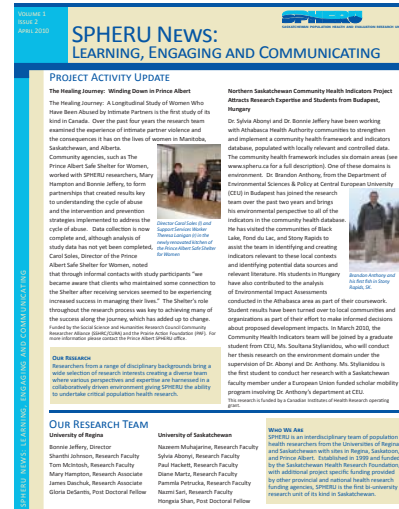 VOLUME 1
ISSUE 2
APRIL 2010
SPHERU
SASKATCHEWAN POPULATION HEALTH AND EVALUATION RESEARCH
SPHERU NEWS:
LEARNING, ENGAGING AND COMMUNICATING
PROJECT ACTIVITY UPDATE
The Healing Journey: Winding Down in Prince Albert
The Healing Journey: A Longitudinal Study of Women Who
Have Been Abused by Intimate Partners is the first study of its
kind in Canada. Over the past four years the research team
examined the experience of intimate partner violence and
the consequences it has on the lives of women in Manitoba,
Saskatchewan, and Alberta.
Community agencies, such as The
Prince Albert Safe Shelter for Women,
worked with SPHERU researchers, Mary
Hampton and Bonnie Jeffery, to form
partnerships that created results key
to understanding the cycle of abuse
and the intervention and prevention
strategies implemented to address the
cycle of abuse. Data collection is now
complete and, although analysis of
study data has not yet been completed,
Carol Soles, Director of the Prince
Albert Safe Shelter for Women, noted
that through informal contacts with study participants "we
became aware that clients who maintained some connection to
the Shelter after receiving services seemed to be experiencing
increased success in managing their lives." The Shelter's role
throughout the research process was key to achieving many of
the success along the journey, which has added up to change.
Funded by the Social Science and Humanities Research Council Community
Researcher Alliance (SSHRC/CURA) and the Prairie Action Foundation (PAF). For
more information please contact the Prince Albert SPHERU office.
Director Carol Soles (l) and
Support Services Worker
Theresa Lanigan (r) in the
newly renovated kitchen of
the Prince Albert Safe Shelter
for Women
OUR RESEARCH
Researchers from a range of disciplinary backgrounds bring a
wide selection of research interests creating a diverse team
where various perspectives and expertise are harnessed in a
collaboratively driven environment giving SPHERU the ability
to undertake critical population health research.
Northern Saskatchewan Community Health Indicators Project
Attracts Research Expertise and Students from Budapest,
Hungary
Dr. Sylvia Abonyi and Dr. Bonnie Jeffery have been working
with Athabasca Health Authority communities to strengthen
and implement a community health framework and indicators
database, populated with locally relevant and controlled data.
The community health framework includes six domain areas (see
www.spheru.ca for a full description). One of these domains is
environment. Dr. Brandon Anthony, from the Department of
Environmental Sciences & Policy at Central European University
(CEU) in Budapest has joined the research
team over the past two years and brings
his environmental perspective to all of the
indicators in the community health database.
He has visited the communities of Black
Lake, Fond du Lac, and Stony Rapids to
assist the team in identifying and creating
indicators relevant to these local contexts
and identifying potential data sources and
relevant literature. His students in Hungary
have also contributed to the analysis
of Environmental Impact Assessments
conducted in the Athabasca area as part of their coursework.
Student results have been turned over to local communities and
organizations as part of their effort to make informed decisions
about proposed development impacts. In March 2010, the
Community Health Indicators team will be joined by a graduate
student from CEU, Ms. Soultana Styliandou, who will conduct
her thesis research on the environment domain under the
supervision of Dr. Abonyi and Dr. Anthony. Ms. Styliandou is
the first student to conduct her research with a Saskatchewan
faculty member under a European Union funded scholar mobility
program involving Dr. Anthony's department at CEU.
This research is funded by a Canadian Institutes of Health Research operating
grant.
Brandon Anthony and
his first fish in Stony
Rapids, SK.
OUR RESEARCH TEAM
University of Regina
Bonnie Jeffery, Director
Shanthi Johnson, Research Faculty
Tom McIntosh, Research Faculty
Mary Hampton, Research Associate
James Daschuk, Research Associate
Gloria DeSantis, Post Doctoral Fellow
University of Saskatchewan
Nazeem Muhajarine, Research Faculty
Sylvia Abonyi, Research Faculty
Paul Hackett, Research Faculty
Diane Martz, Research Faculty
Pammla Petrucka, Research Faculty
Nazmi Sari, Research Faculty
Hongxia Shan, Post Doctoral Fellow
WHO WE ARE
SPHERU is an interdisciplinary team of population
health researchers from the Universities of Regina
and Saskatchewan with sites in Regina, Saskatoon,
and Prince Albert. Established in 1999 and funded
by the Saskatchewan Health Research Foundation,
with additional project specific funding provided
by other provincial and national health research
funding agencies, SPHERU is the first bi-university
research unit of its kind in Saskatchewan.
SPHERU NEWS: LEARNING, ENGAGING AND COMMUNICATING